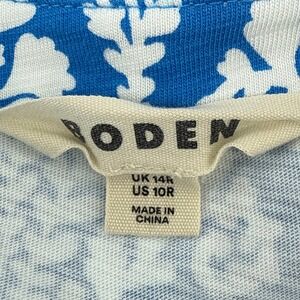 BODEN
UK 14R
US 10R
MADE IN
CHINA